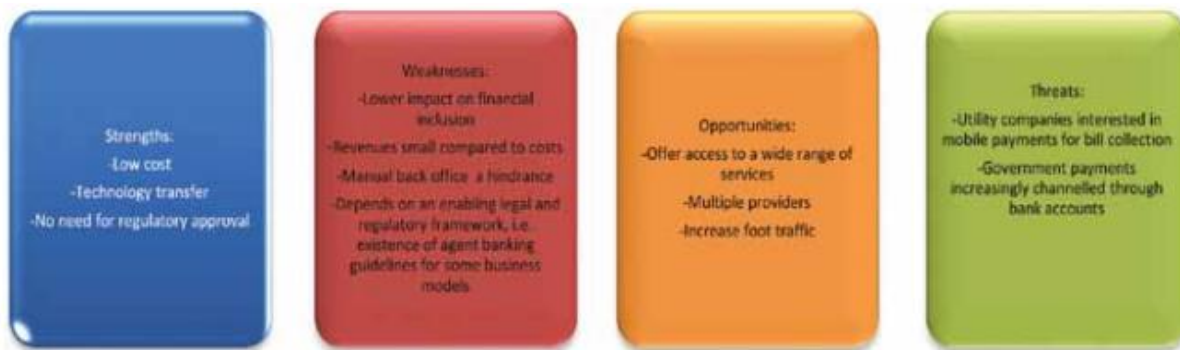 Strengths:
-Low cost
-Technology transfer
-No need for regulatory approval
Weaknesses:
-Lower impact on financial
inclusion
-Revenues small compared to costs
-Manual back office a hindrance
-Depends on an enabling legal and
regulatory framework, i.e.
existence of agent banking
guidelines for some business
models
Opportunities:
-Offer access to a wide range of
services
-Multiple providers
-Increase foot traffic
Threats:
-Utility companies interested in
mobile payments for bill collection
-Government payments
increasingly channelled through
bank accounts